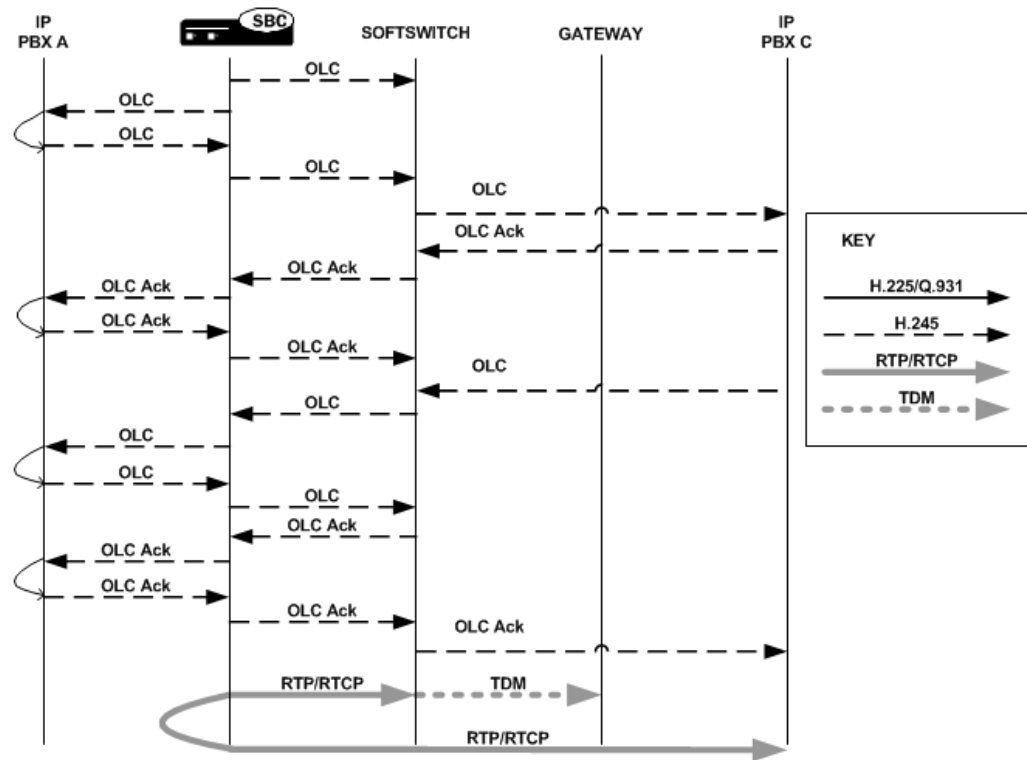 IP
PBX A
SBC
SOFTSWITCH
GATEWAY
IP
PBX C
OLC
OLC
OLC
OLC
OLC
OLC Ack
OLC Ack
OLC Ack
OLC Ack
OLC Ack
OLC
OLC
OLC
OLC
OLC
OLC Ack
OLC Ack
OLC Ack
OLC Ack
OLC Ack
RTP/RTCP
TDM
RTP/RTCP
KEY
H.225/Q.931
H.245
RTP/RTCP
TDM